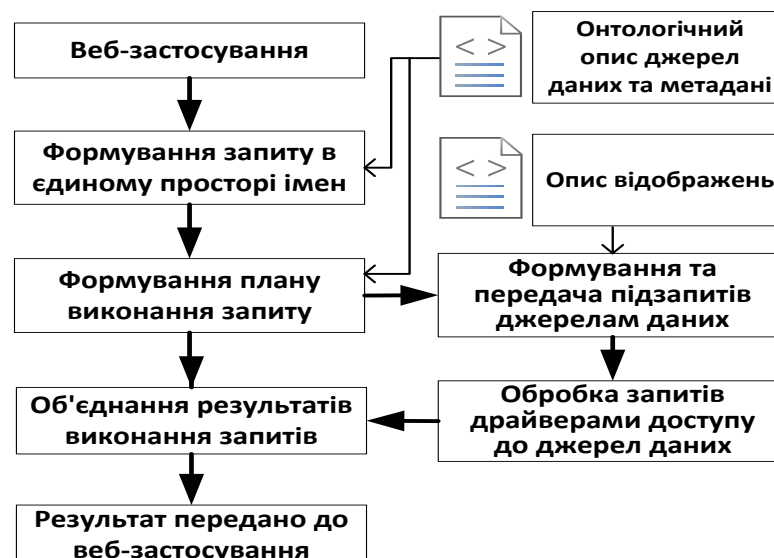 Веб-застосування
Онтологічний
опис джерел
даних та метадані
Формування запиту в
єдиному просторі імен
Опис відображень
Формування плану
виконання запиту
Формування та
передача підзапитів
джерелам даних
Об'єднання результатів
виконання запитів
Обробка запитів
драйверами доступу
до джерел даних
Результат передано до
веб-застосування